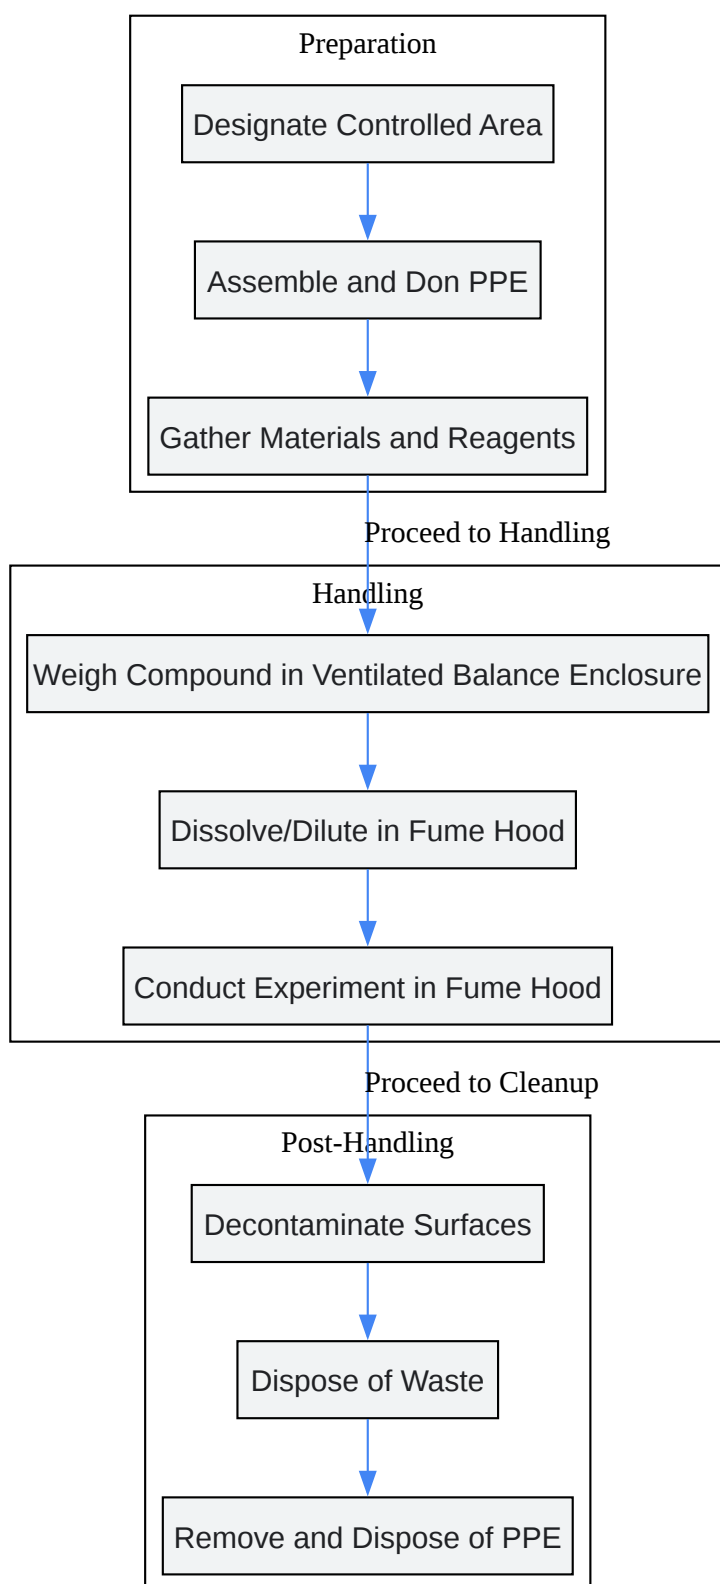 Preparation
Designate Controlled Area
Assemble and Don PPE
Gather Materials and Reagents
Proceed to Handling
Handling
Weigh Compound in Ventilated Balance Enclosure
Dissolve/Dilute in Fume Hood
Conduct Experiment in Fume Hood
Proceed to Cleanup
Post-Handling
Decontaminate Surfaces
Dispose of Waste
Remove and Dispose of PPE